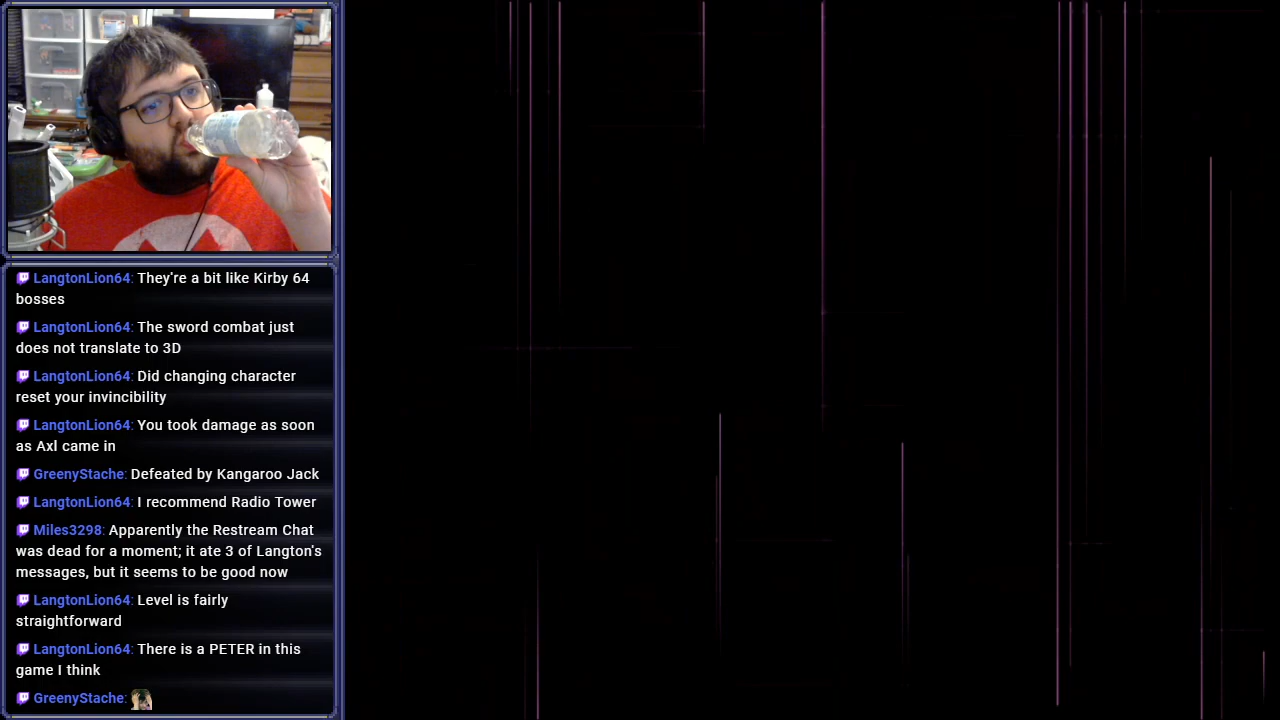 LangtonLion64: They're a bit like Kirby 64
bosses
LangtonLion64: The sword combat just
does not translate to 3D
LangtonLion64: Did changing character
reset your invincibility
LangtonLion64: You took damage as soon
as Axl came in
GreenyStache: Defeated by Kangaroo Jack
LangtonLion64: I recommend Radio Tower
Miles3298: Apparently the Restream Chat
was dead for a moment; it ate 3 of Langton's
messages, but it seems to be good now
LangtonLion64: Level is fairly
straightforward
LangtonLion64: There is a PETER in this
game I think
GreenyStache: